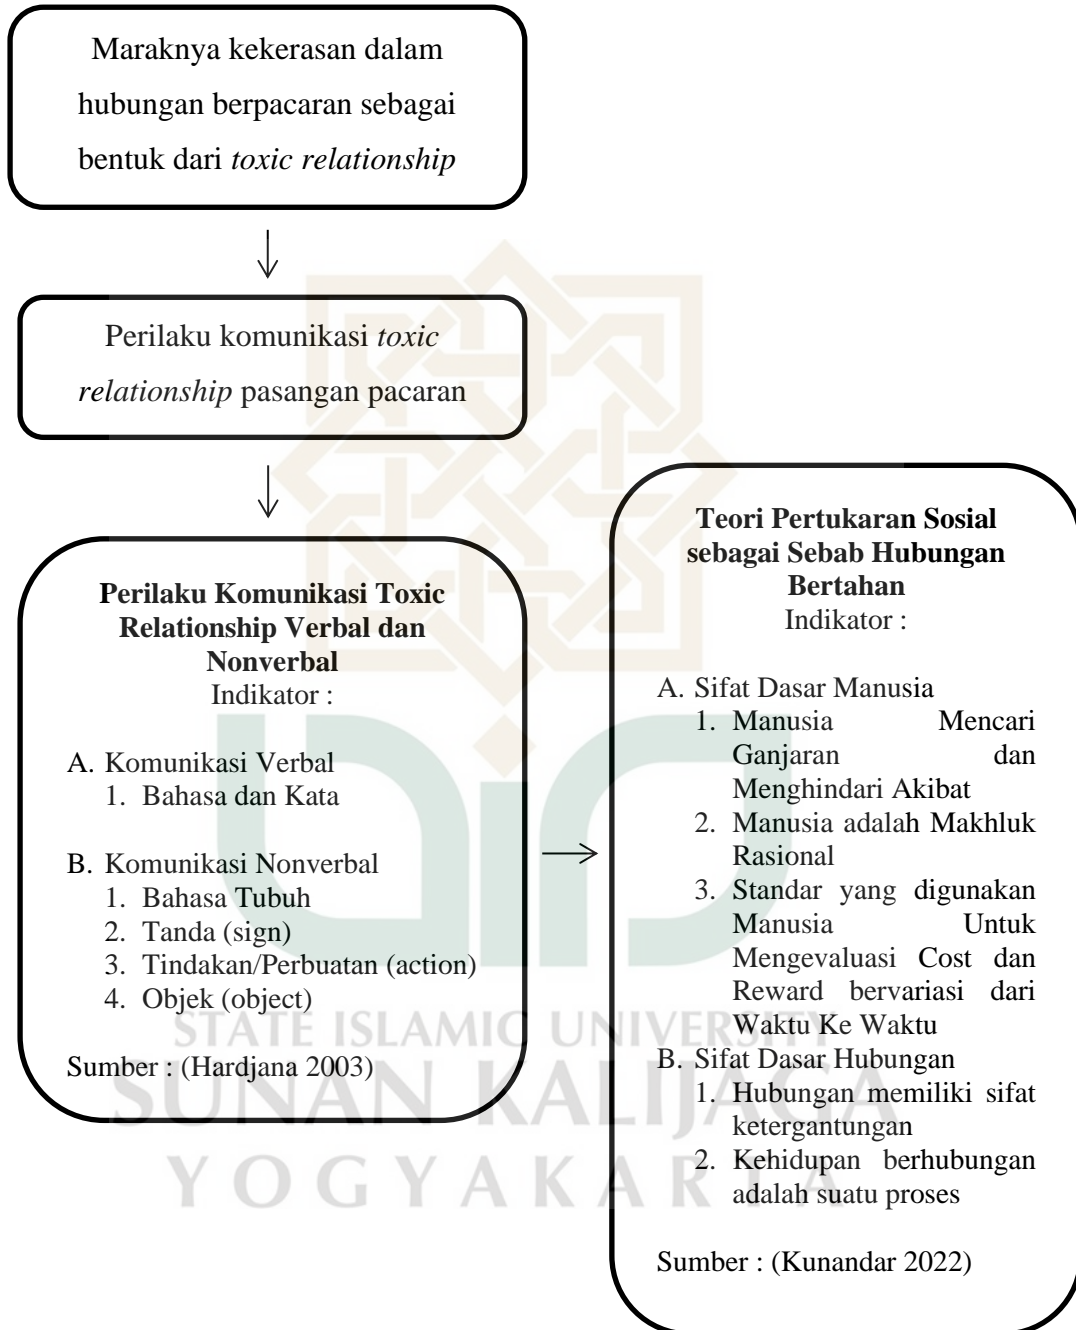 Maraknya kekerasan dalam
hubungan berpacaran sebagai
bentuk dari toxic relationship
Perilaku komunikasi toxic
relationship pasangan pacaran
Perilaku Komunikasi Toxic
Relationship Verbal dan
Nonverbal
Indikator :
A. Komunikasi Verbal
1. Bahasa dan Kata
B. Komunikasi Nonverbal
1. Bahasa Tubuh
2. Tanda (sign)
3. Tindakan/Perbuatan (action)
4. Objek (object)
Sumber : (Hardjana 2003)
Teori Pertukaran Sosial
sebagai Sebab Hubungan
Bertahan
Indikator :
A. Sifat Dasar Manusia
1. Manusia Mencari
Ganjaran dan
Menghindari Akibat
2. Manusia adalah Makhluk
Rasional
3. Standar yang digunakan
Manusia Untuk
Mengevaluasi Cost dan
Reward bervariasi dari
Waktu Ke Waktu
B. Sifat Dasar Hubungan
1. Hubungan memiliki sifat
ketergantungan
2. Kehidupan berhubungan
adalah suatu proses
Sumber : (Kunandar 2022)
STATE ISLAMIC UNIVERSITY
SUNAN KALIJAGA
YOGYAKARTA